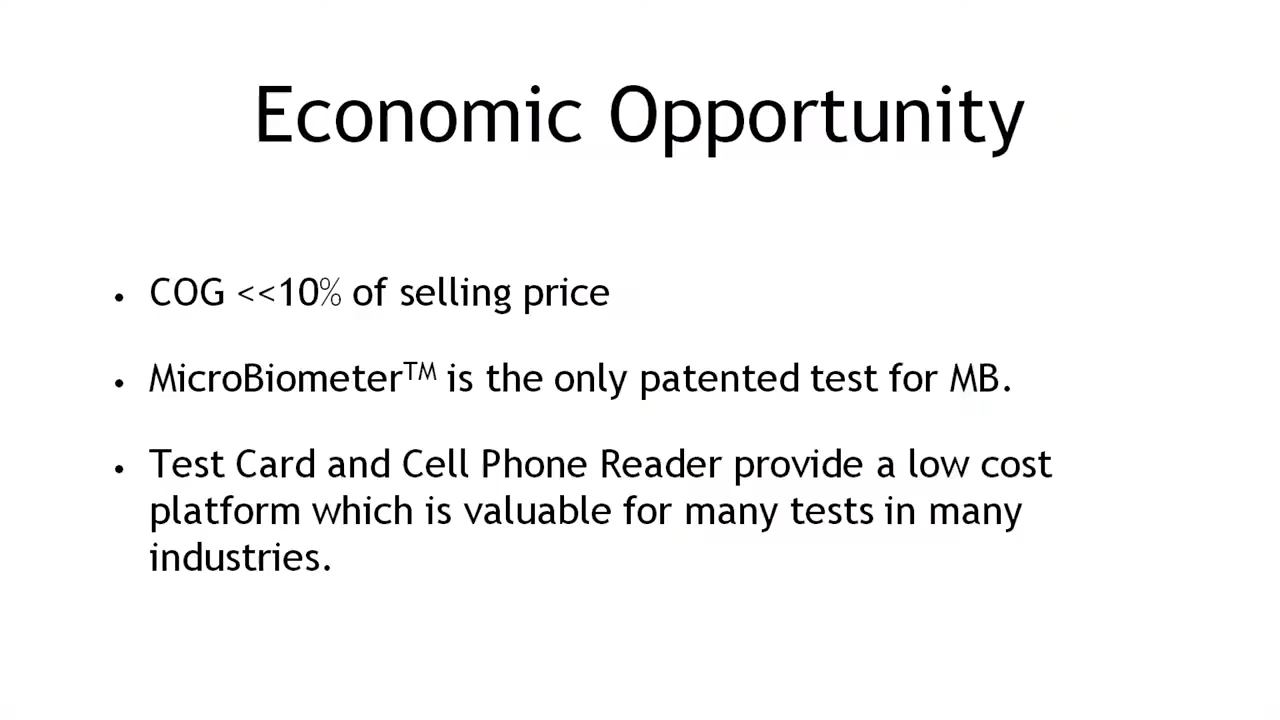 Economic Opportunity
• COG <<10% of selling price
• MicroBiometer™ is the only patented test for MB.
• Test Card and Cell Phone Reader provide a low cost
platform which is valuable for many tests in many
industries.